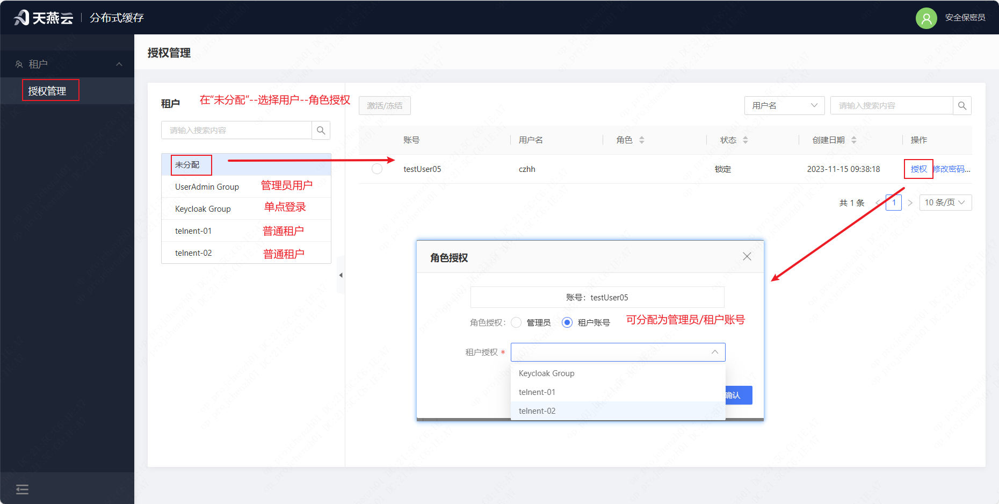 天燕云
分布式缓存
安全保密员
租户
授权管理
授权管理
租户
在“未分配”--选择用户--角色授权
请输入搜索内容
未分配
UserAdmin Group
管理员用户
Keycloak Group
单点登录
telnent-01
普通租户
telnent-02
普通租户
激活/冻结
用户名
请输入搜索内容
账号
用户名
角色
状态
创建日期
操作
testUser05
czhh
锁定
2023-11-15 09:38:18
授权
修改密码...
共 1 条
1
10 条/页
角色授权
账号：testUser05
角色授权：
管理员
租户账号
可分配为管理员/租户账号
租户授权 *
Keycloak Group
telnent-01
telnent-02
确认